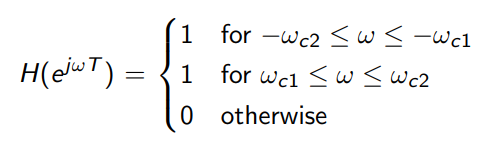 1 for −ω_{c2} ≤ ω ≤ −ω_{c1}
H(e^{jωT}) = { 1 for ω_{c1} ≤ ω ≤ ω_{c2}
0 otherwise